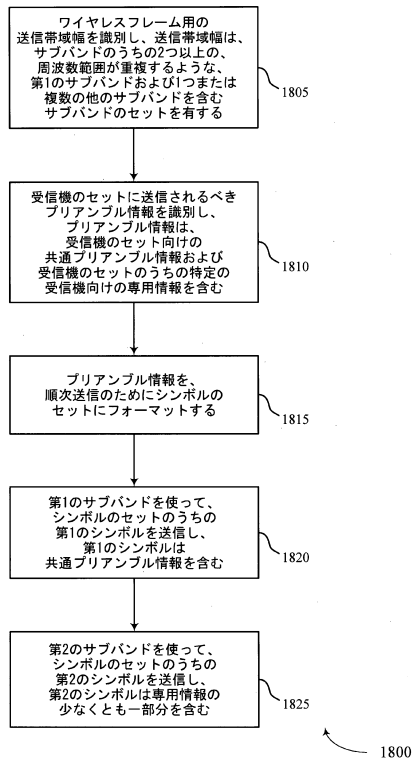 ワイヤレスフレーム用の
送信帯域幅を識別し、送信帯域幅は、
サブバンドのうちの2つ以上の、
周波数範囲が重複するような、
第1のサブバンドおよび1つまたは
複数の他のサブバンドを含む
サブバンドのセットを有する
1805
受信機のセットに送信されるべき
プリアンブル情報を識別し、
プリアンブル情報は、
受信機のセット向けの
共通プリアンブル情報および
受信機のセットのうちの特定の
受信機向けの専用情報を含む
1810
プリアンブル情報を、
順次送信のためにシンボルの
セットにフォーマットする
1815
第1のサブバンドを使って、
シンボルのセットのうちの
第1のシンボルを送信し、
第1のシンボルは
共通プリアンブル情報を含む
1820
第2のサブバンドを使って、
シンボルのセットのうちの
第2のシンボルを送信し、
第2のシンボルは専用情報の
少なくとも一部分を含む
1825
1800